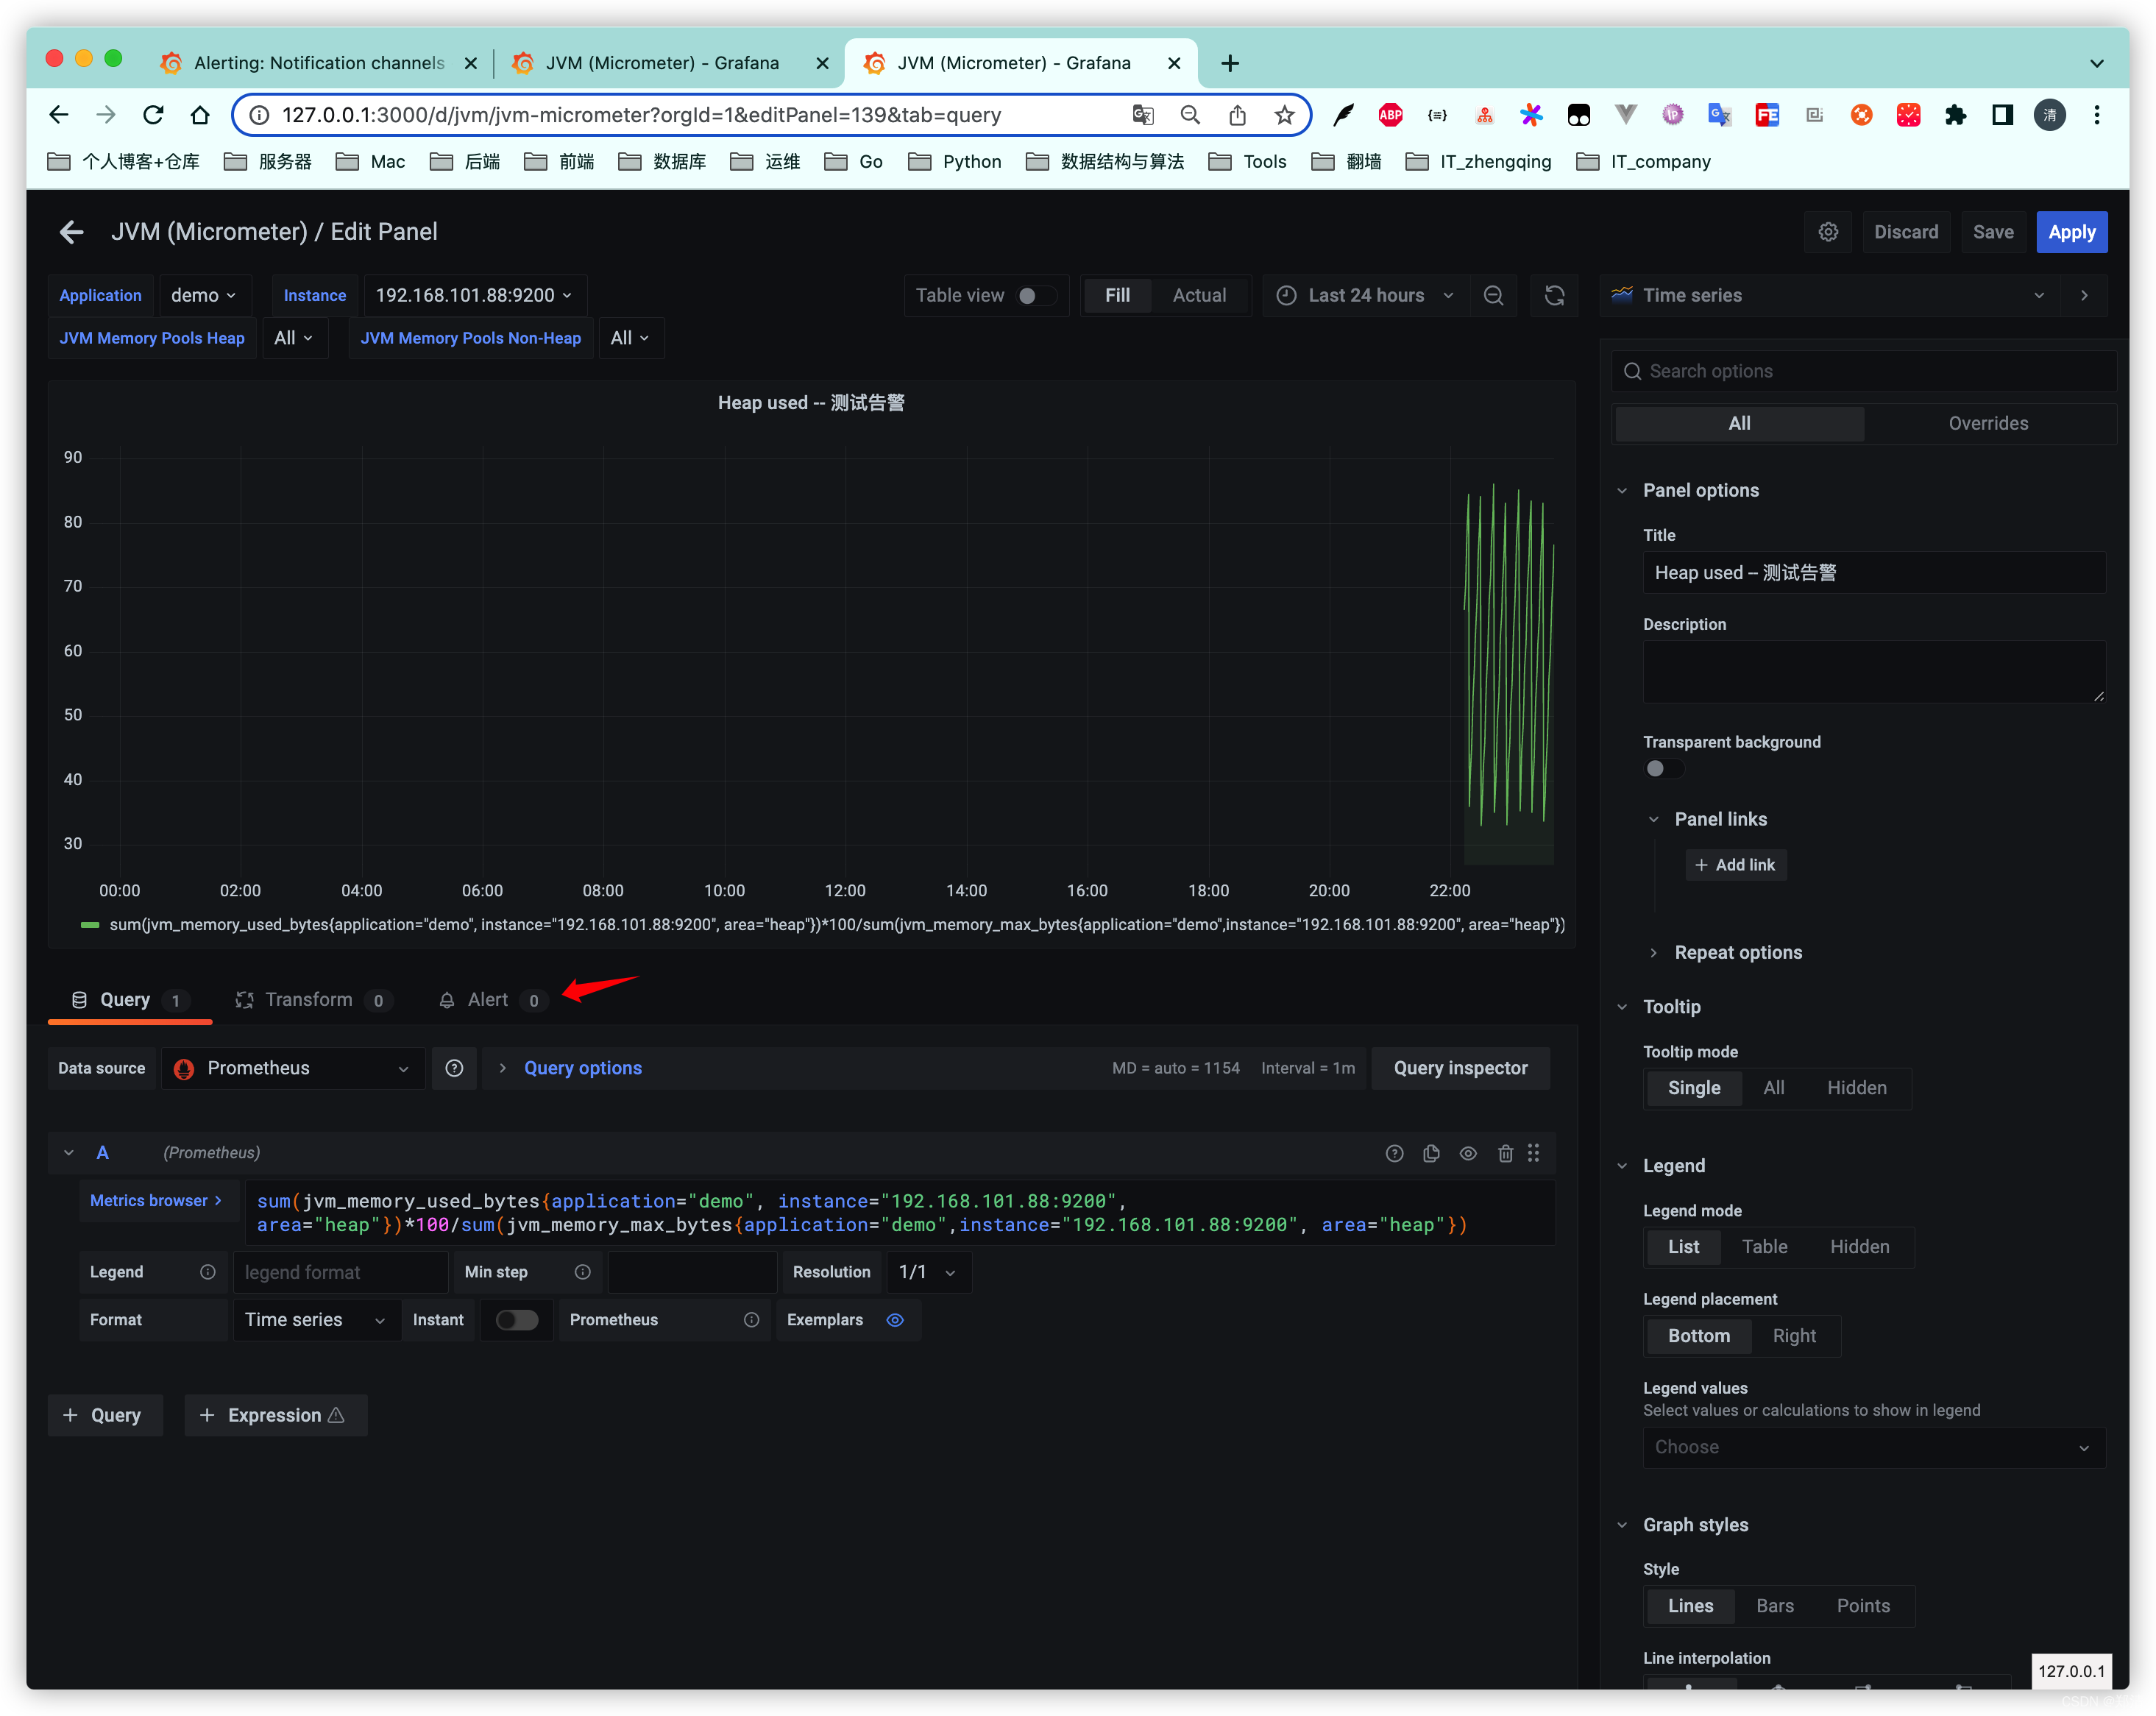 Alerting: Notification channels
JVM (Micrometer) - Grafana
JVM (Micrometer) - Grafana
127.0.0.1:3000/d/jvm/jvm-micrometer?orgId=1&editPanel=139&tab=query
ABP
IP
FE
清
个人博客+仓库 服务器 Mac 后端 前端 数据库 运维 Go Python 数据结构与算法 Tools 翻墙 IT_zhengqing IT_company
JVM (Micrometer) / Edit Panel
Discard Save Apply
Application demo Instance 192.168.101.88:9200 Table view Fill Actual Last 24 hours Time series
JVM Memory Pools Heap All JVM Memory Pools Non-Heap All
Search options
All Overrides
Heap used -- 测试告警
90
80
70
60
50
40
30
00:00 02:00 04:00 06:00 08:00 10:00 12:00 14:00 16:00 18:00 20:00 22:00
sum(jvm_memory_used_bytes{application="demo", instance="192.168.101.88:9200", area="heap"})*100/sum(jvm_memory_max_bytes{application="demo",instance="192.168.101.88:9200", area="heap"})
Query 1 Transform 0 Alert 0
Data source Prometheus Query options MD = auto = 1154 Interval = 1m Query inspector
A (Prometheus)
Metrics browser > sum(jvm_memory_used_bytes{application="demo", instance="192.168.101.88:9200",
area="heap"})*100/sum(jvm_memory_max_bytes{application="demo",instance="192.168.101.88:9200", area="heap"})
Legend legend format Min step Resolution 1/1
Format Time series Instant Prometheus Exemplars
+ Query + Expression
Panel options
Title
Heap used -- 测试告警
Description
Transparent background
Panel links
+ Add link
Repeat options
Tooltip
Tooltip mode
Single All Hidden
Legend
Legend mode
List Table Hidden
Legend placement
Bottom Right
Legend values
Select values or calculations to show in legend
Choose
Graph styles
Style
Lines Bars Points
Line interpolation
127.0.0.1